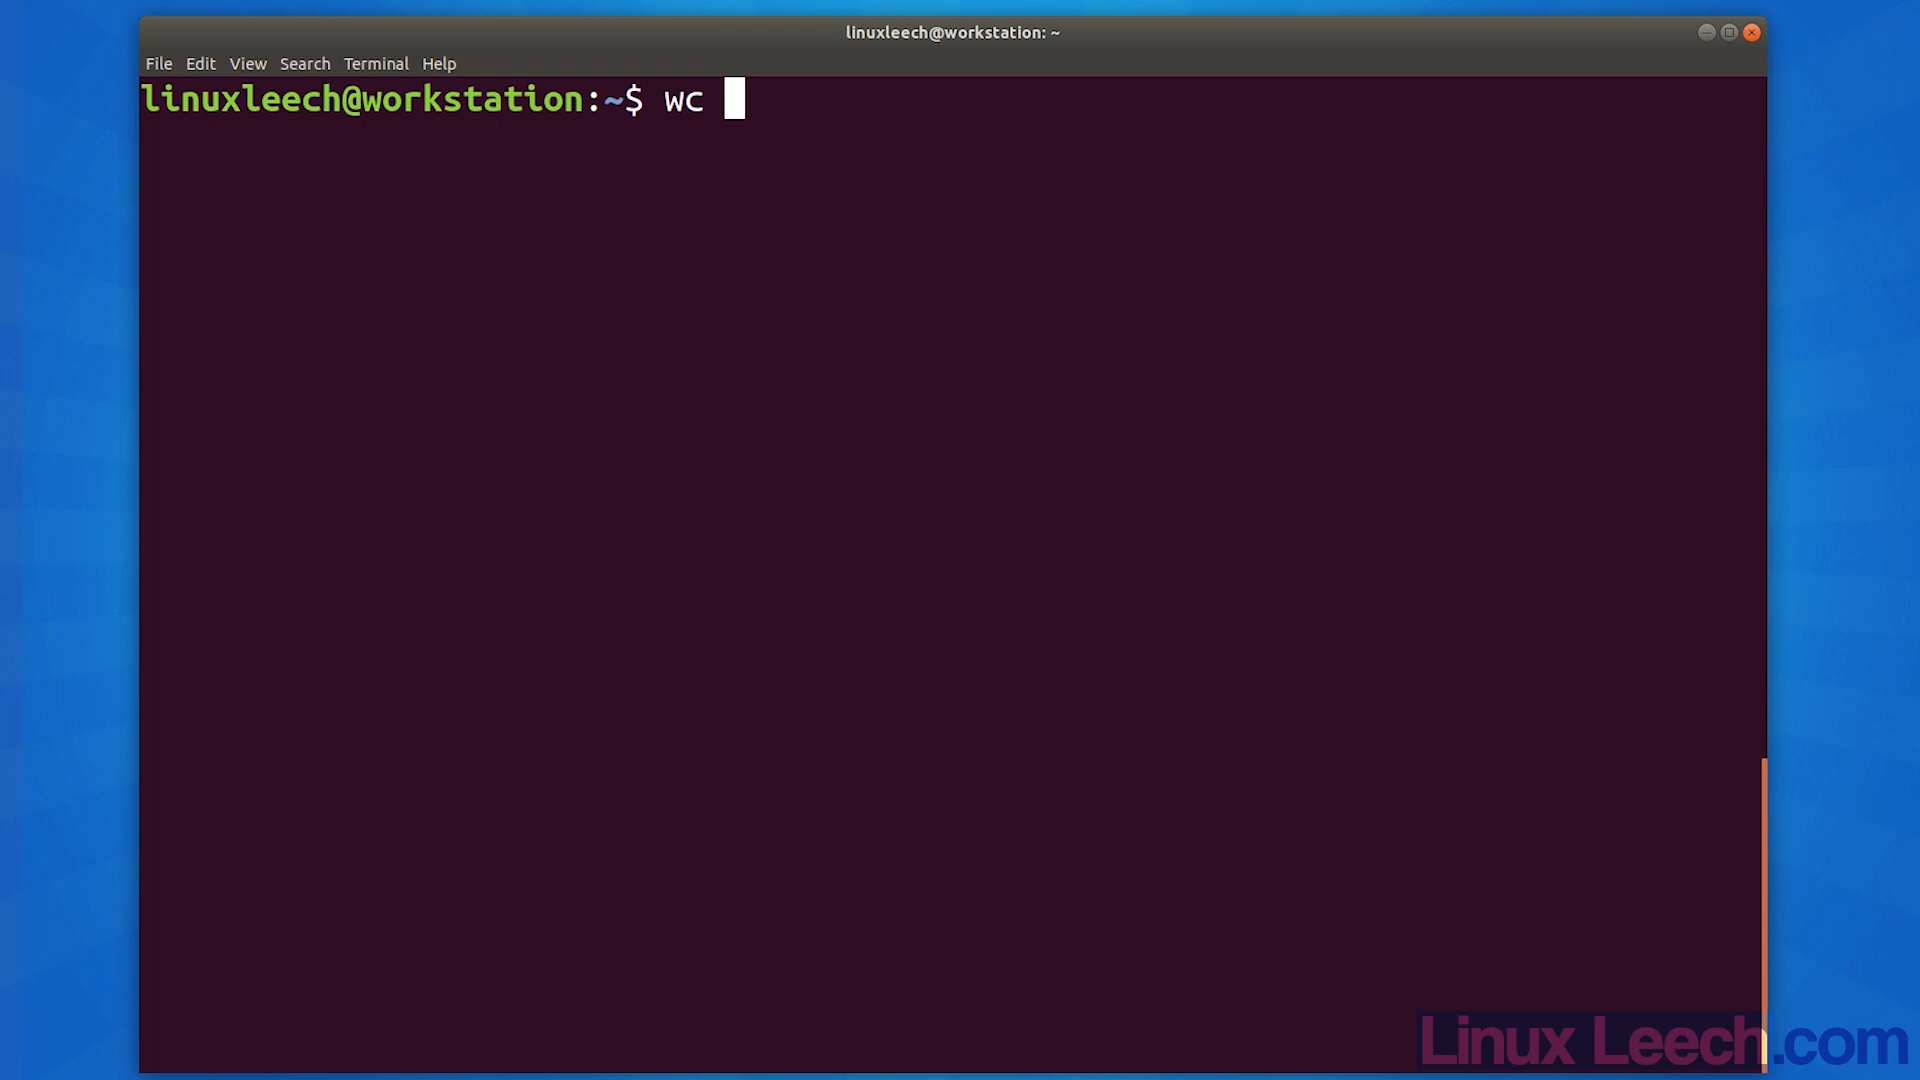 linuxleech@workstation: ~
File Edit View Search Terminal Help
linuxleech@workstation:~$ wc
Linux Leech.com